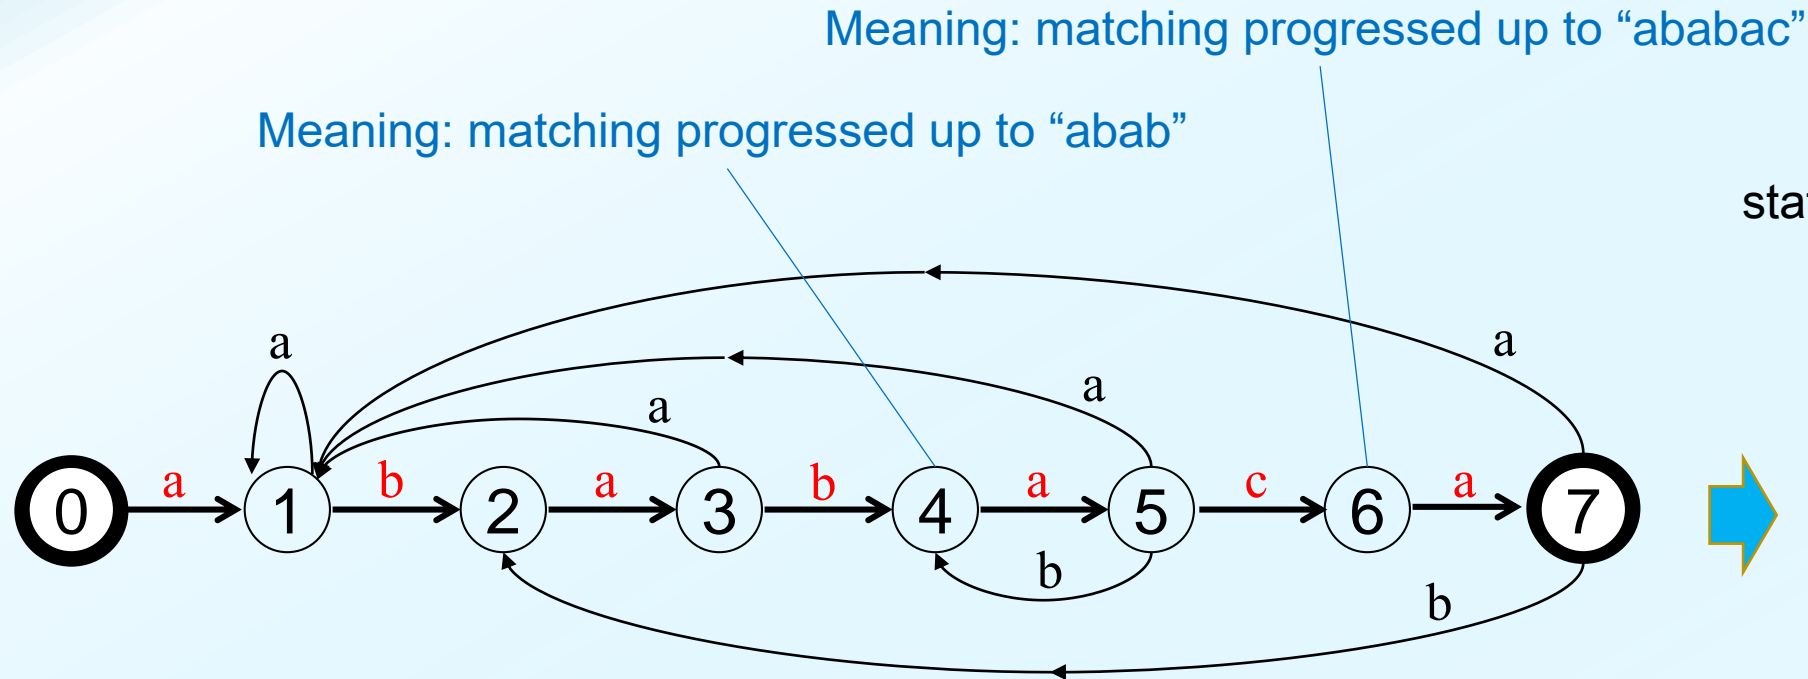 Meaning: matching progressed up to “ababac”
Meaning: matching progressed up to “abab”
a
a
a
a
0 a 1 b 2 a 3 b 4 a 5 c 6 a 7
b
b